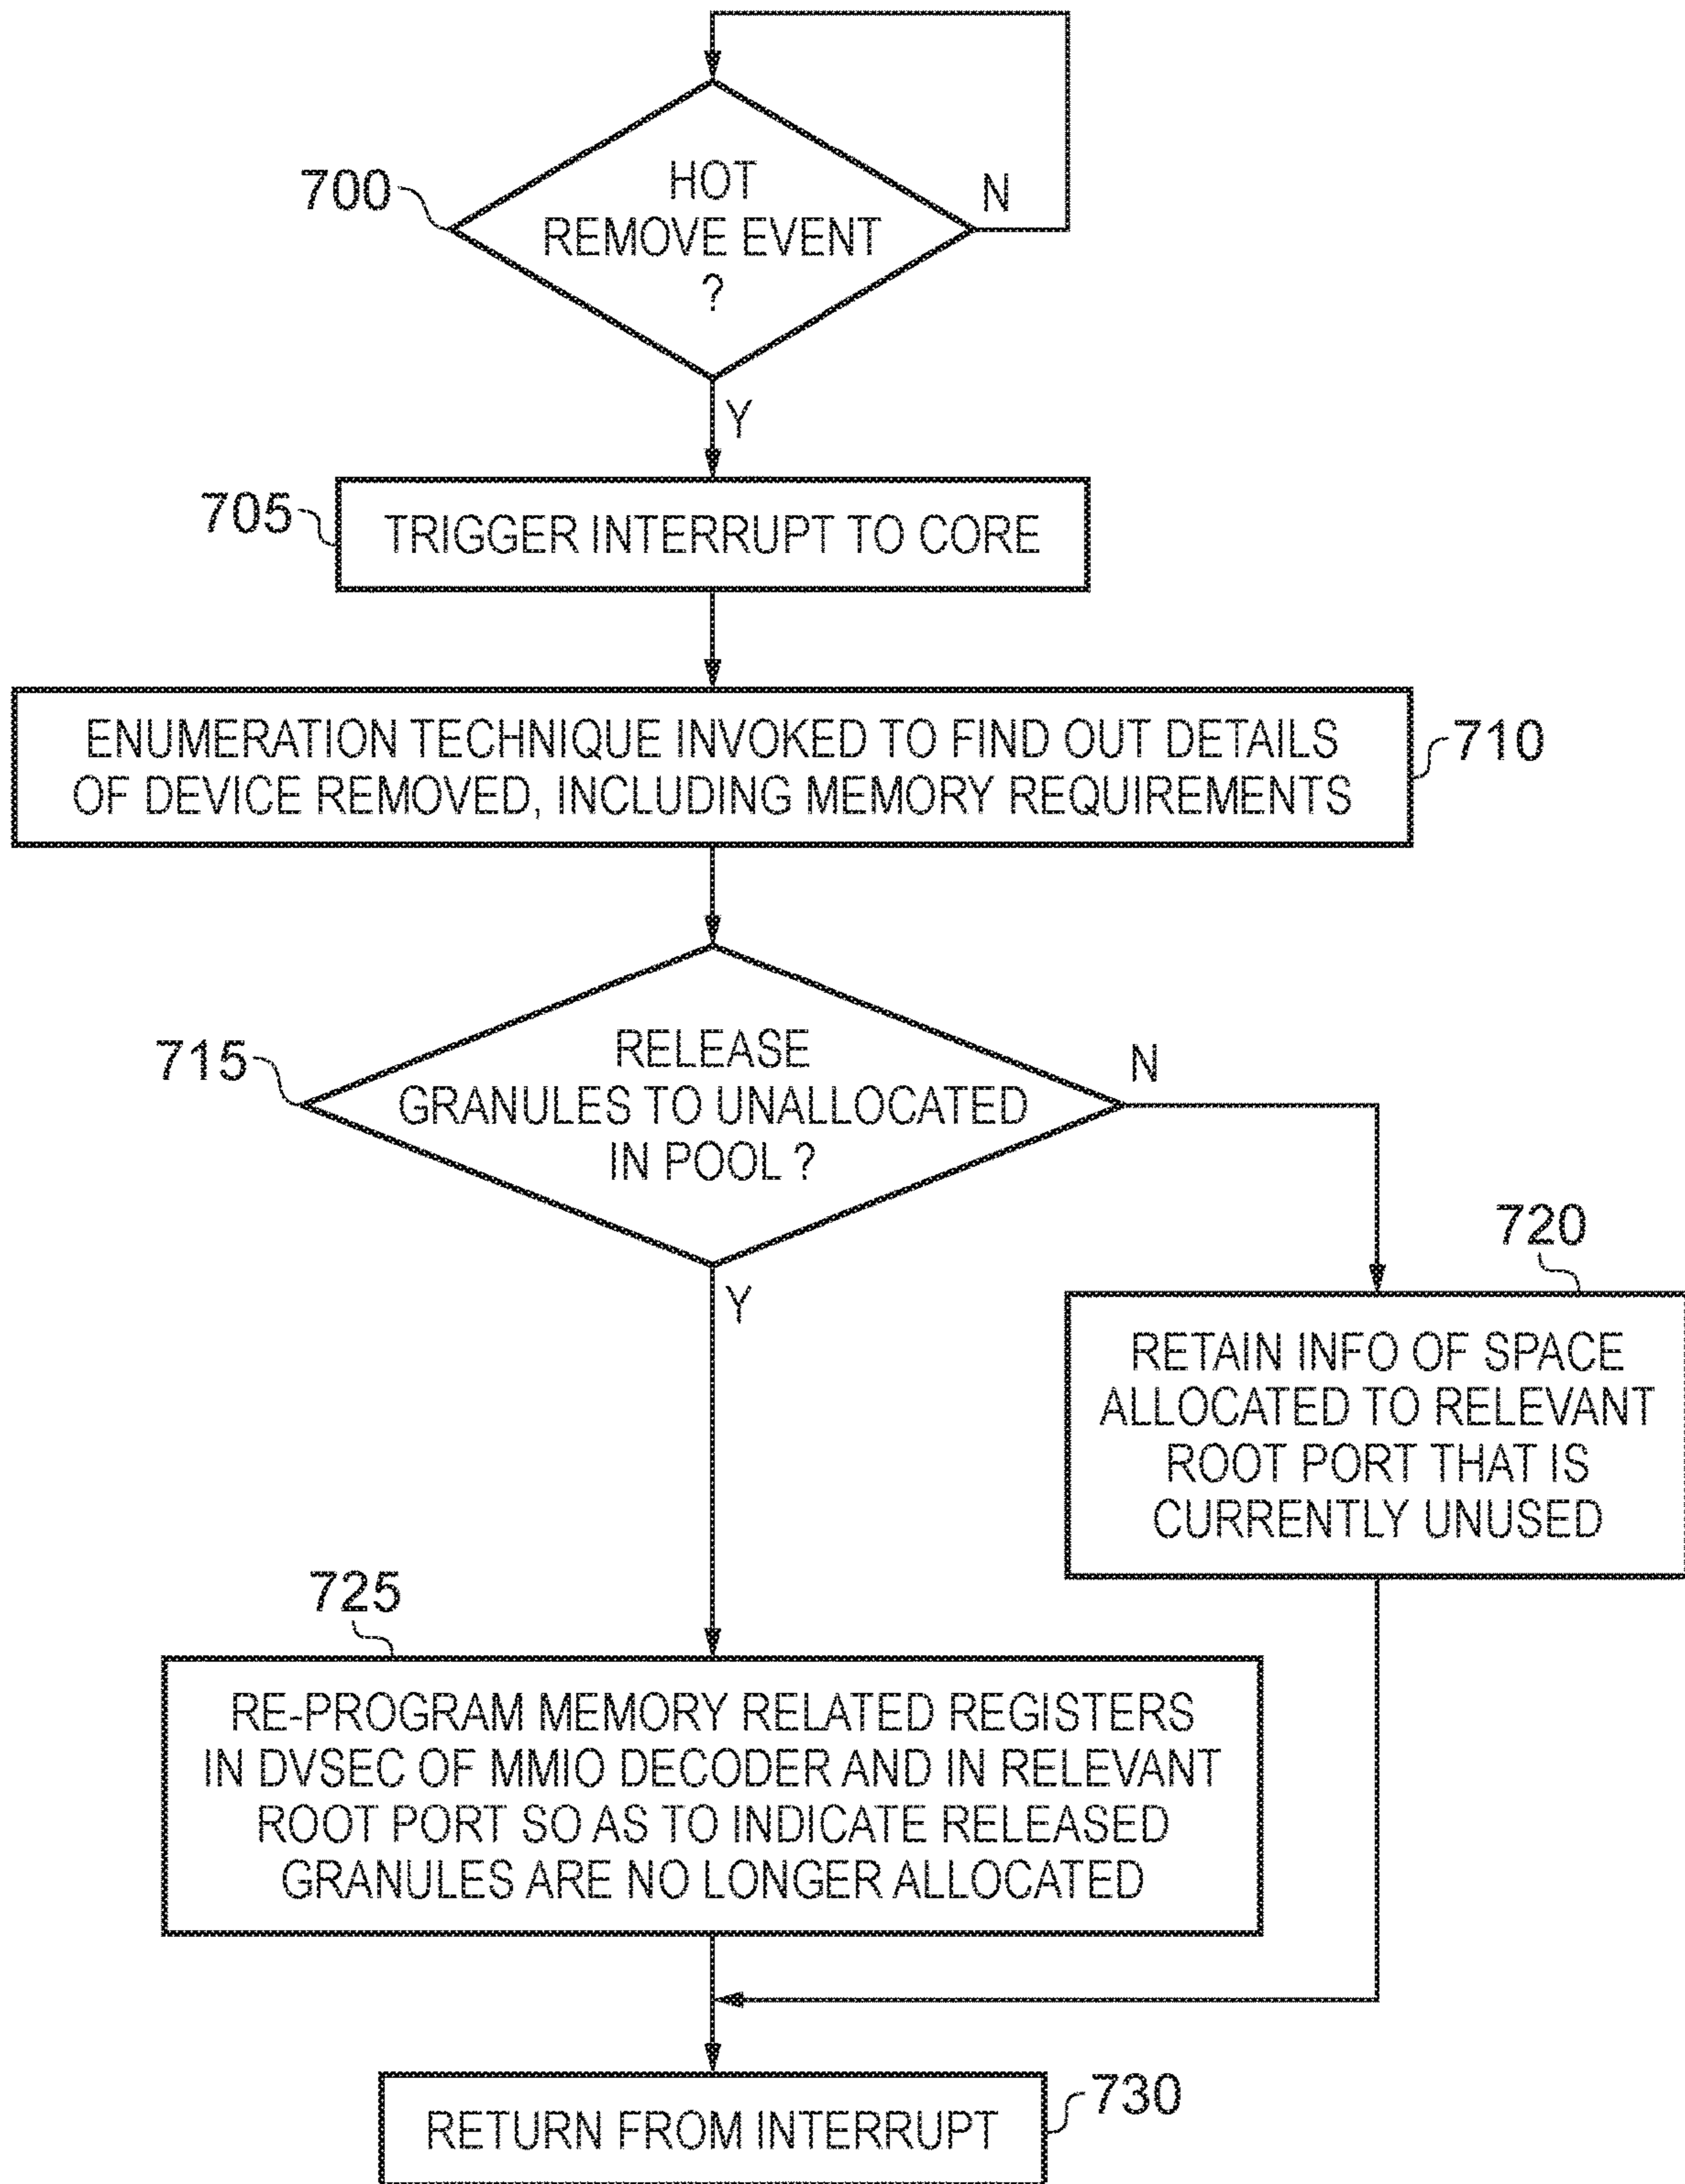 700
HOT
REMOVE EVENT
?
N
Y
705
TRIGGER INTERRUPT TO CORE
ENUMERATION TECHNIQUE INVOKED TO FIND OUT DETAILS
OF DEVICE REMOVED, INCLUDING MEMORY REQUIREMENTS
710
715
RELEASE
GRANULES TO UNALLOCATED
IN POOL ?
N
Y
720
RETAIN INFO OF SPACE
ALLOCATED TO RELEVANT
ROOT PORT THAT IS
CURRENTLY UNUSED
725
RE-PROGRAM MEMORY RELATED REGISTERS
IN DVSEC OF MMIO DECODER AND IN RELEVANT
ROOT PORT SO AS TO INDICATE RELEASED
GRANULES ARE NO LONGER ALLOCATED
RETURN FROM INTERRUPT
730